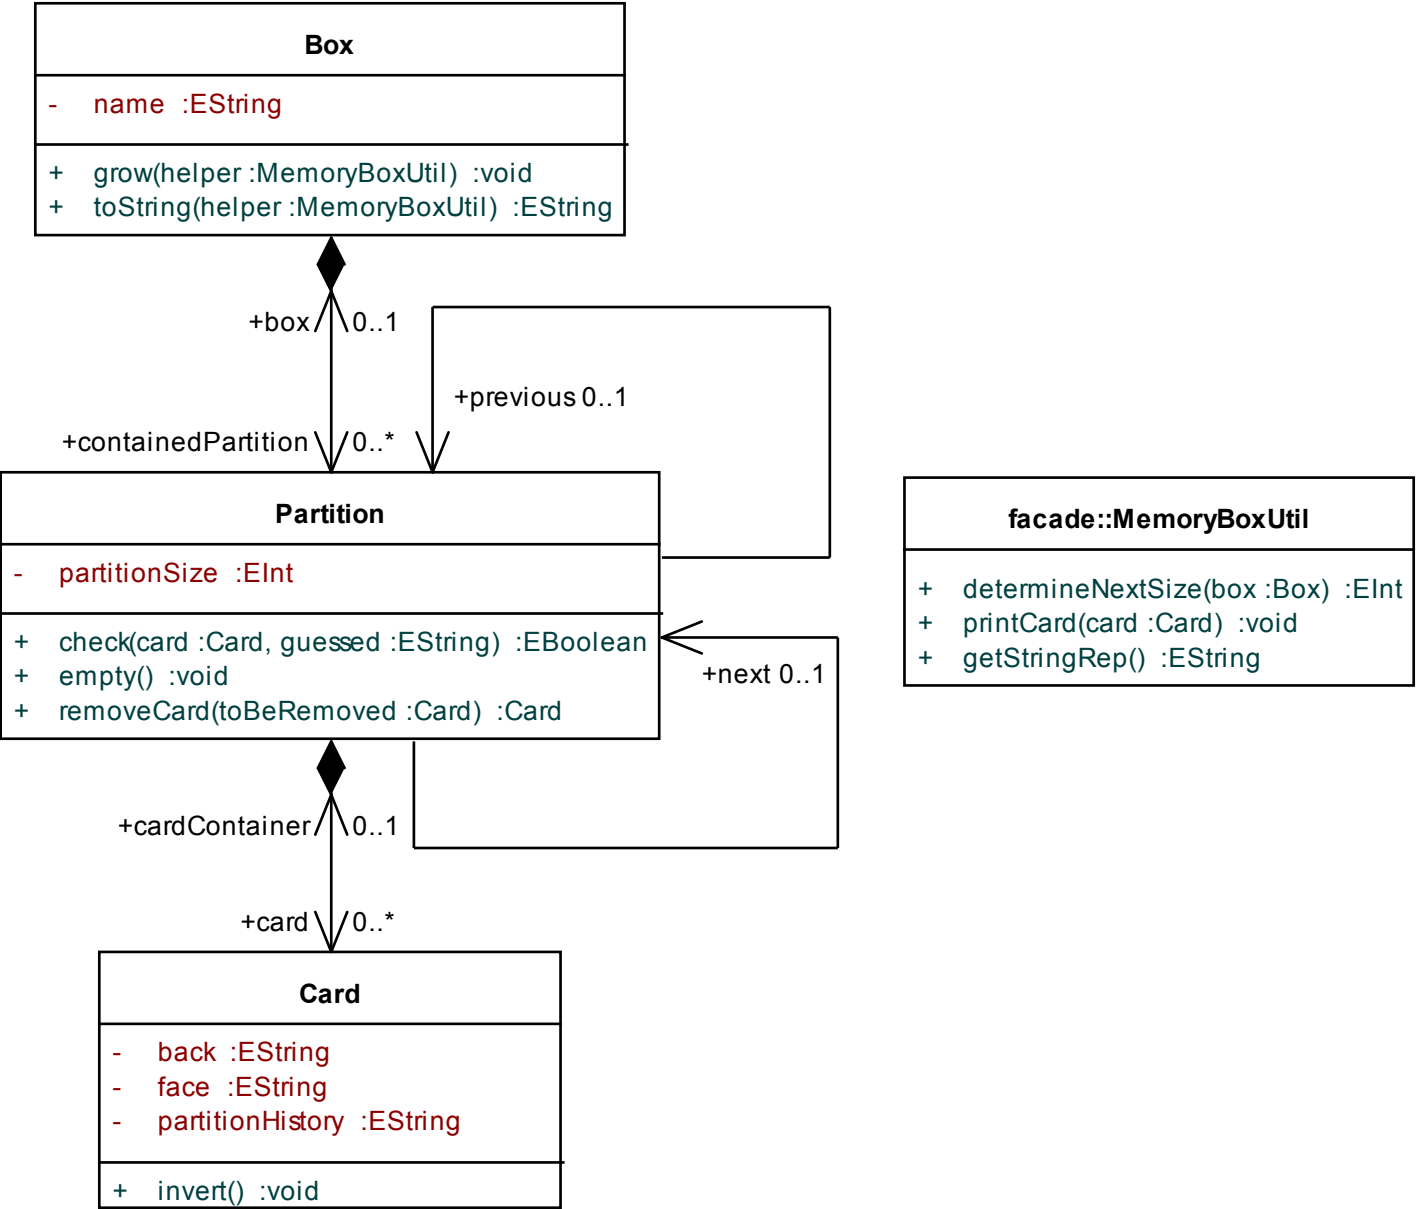 Box
- name :EString
+ grow(helper :MemoryBoxUtil) :void
+ toString(helper :MemoryBoxUtil) :EString
+box 0..1
+previous 0..1
+containedPartition 0..*
Partition
- partitionSize :EInt
+ check(card :Card, guessed :EString) :EBoolean
+ empty() :void
+ removeCard(toBeRemoved :Card) :Card
+next 0..1
facade::MemoryBoxUtil
+ determineNextSize(box :Box) :EInt
+ printCard(card :Card) :void
+ getStringRep() :EString
+cardContainer 0..1
+card 0..*
Card
- back :EString
- face :EString
- partitionHistory :EString
+ invert() :void